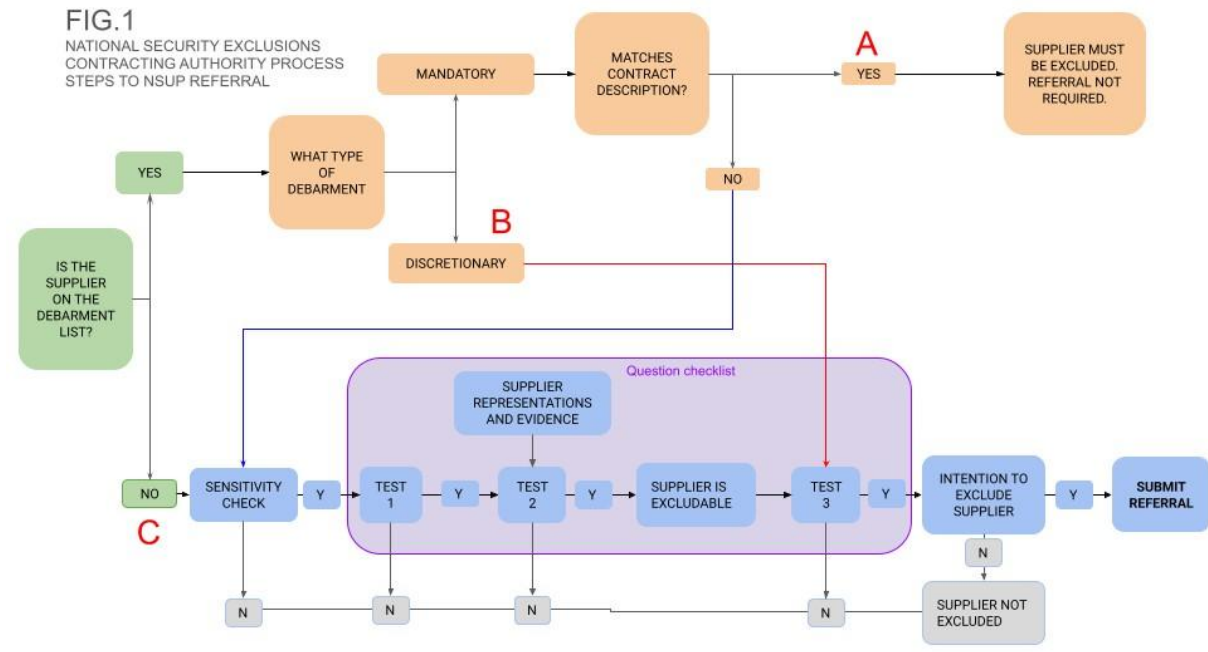 FIG.1
NATIONAL SECURITY EXCLUSIONS
CONTRACTING AUTHORITY PROCESS
STEPS TO NSUP REFERRAL
A
MANDATORY
MATCHES
CONTRACT
DESCRIPTION?
YES
SUPPLIER MUST
BE EXCLUDED.
REFERRAL NOT
REQUIRED.
YES
WHAT TYPE
OF
DEBARMENT
NO
B
DISCRETIONARY
IS THE
SUPPLIER
ON THE
DEBARMENT
LIST?
Question checklist
SUPPLIER
REPRESENTATIONS
AND EVIDENCE
NO
C
SENSITIVITY
CHECK
Y
TEST
1
Y
TEST
2
Y
SUPPLIER IS
EXCLUDABLE
TEST
3
Y
INTENTION TO
EXCLUDE
SUPPLIER
Y
SUBMIT
REFERRAL
N
N
N
N
N
SUPPLIER NOT
EXCLUDED